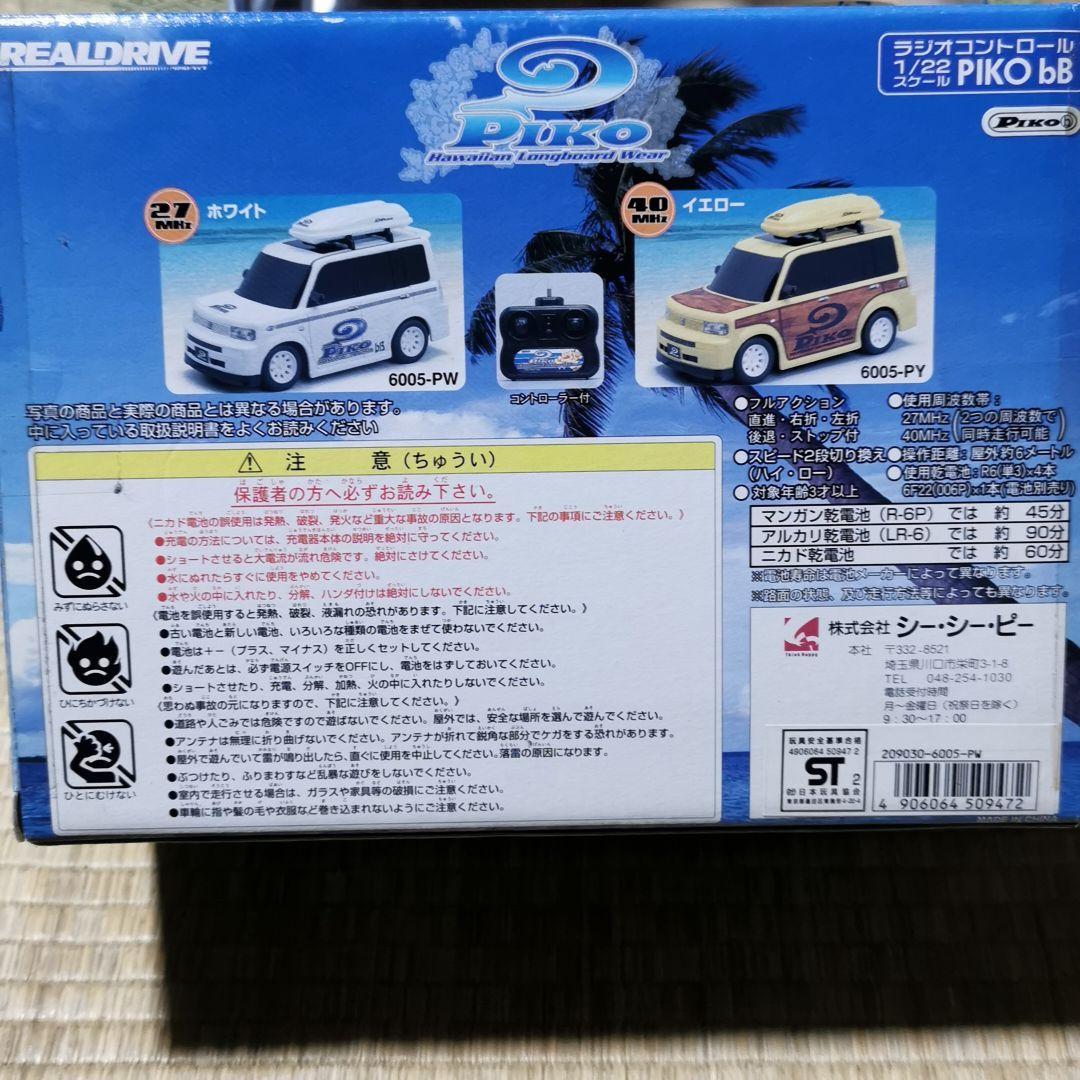 REALDRIVE
PIKO
Hawaiian Longboard Wear
ラジオコントロール
1/22
スケール
PIKO bB
PIKO b
27
MHz
ホワイト
40
MHz
イエロー
PIKO
bB
6005-PW
PIKO
コントローラー付
PIKO
6005-PY
写真の商品と実際の商品とは異なる場合があります。
中に入っている取扱説明書をよくお読みください
●フルアクション
直進・右折・左折
後退・ストップ付
●スピード2段切り換え
(ハイ・ロー)
●対象年齢3才以上
●使用周波数帯:
27MHz (2つの周波数で
40MHz 同時走行可能)
●操作距離:屋外約6メートル
●使用乾電池:R6(単3)×4本
6F22(006P)×1本(電池別売り)
マンガン乾電池(R-6P)では 約 45分
アルカリ乾電池(LR-6)では 約 90分
ニカド乾電池 では 約 60分
※電池寿命は電池メーカーによって異なります。
※路面の状態、及び走行方法等によっても異なります。
注 意(ちゅうい)
保護者の方へ必ずお読み下さい。
《ニカド電池の誤使用は発熱、破裂、発火など重大な事故の原因となります。下記の事項にご注意ください。》
●充電の方法については、充電器本体の説明を絶対に守ってください。
●ショートさせると大電流が流れ危険です。絶対にさけてください。
●水にぬれたらすぐに使用をやめてください。
●水や火の中に入れたり、分解、ハンダ付けは絶対にしないでください。
《電池を誤使用すると発熱、破裂、液漏れの恐れがあります。下記に注意してください。》
●古い電池と新しい電池、いろいろな種類の電池をまぜて使わないでください。
●電池は+−(プラス、マイナス)を正しくセットしてください。
●遊んだあとは、必ず電源スイッチをOFFにし、電池をはずしておいてください。
●ショートさせたり、充電、分解、加熱、火の中に入れたりしないでください。
《思わぬ事故の元になりますので、下記に注意してください。》
●道路や人ごみでは危険ですので遊ばないでください。屋外では、安全な場所を選んで遊んでください。
●アンテナは無理に折り曲げないでください。アンテナが折れて鋭角な部分でケガをする恐れがあります。
●屋外で遊んでいて雷が鳴り出したら、直ぐに使用を中止してください。落雷の原因になります。
●ぶつけたり、ふりまわすなど乱暴な遊びをしないでください。
●室内で走行させる場合は、ガラスや家具等の破損にご注意ください。
●車輪に指や髪の毛や衣服など巻き込まれないようにご注意ください。
みずにぬらさない
ひにちかづけない
ひとにむけない
Think Happy
株式会社 シー・シー・ピー
本社 〒332-8521
埼玉県川口市栄町3-1-8
TEL 048-254-1030
電話受付時間
月〜金曜日(祝祭日を除く)
9:30〜17:00
玩具安全基準合格
4906064 50947 2
ST 2
日本玩具協会
東京都墨田区東駒形4-22-4
209030-6005-PW
4 906064 509472
MADE IN CHINA